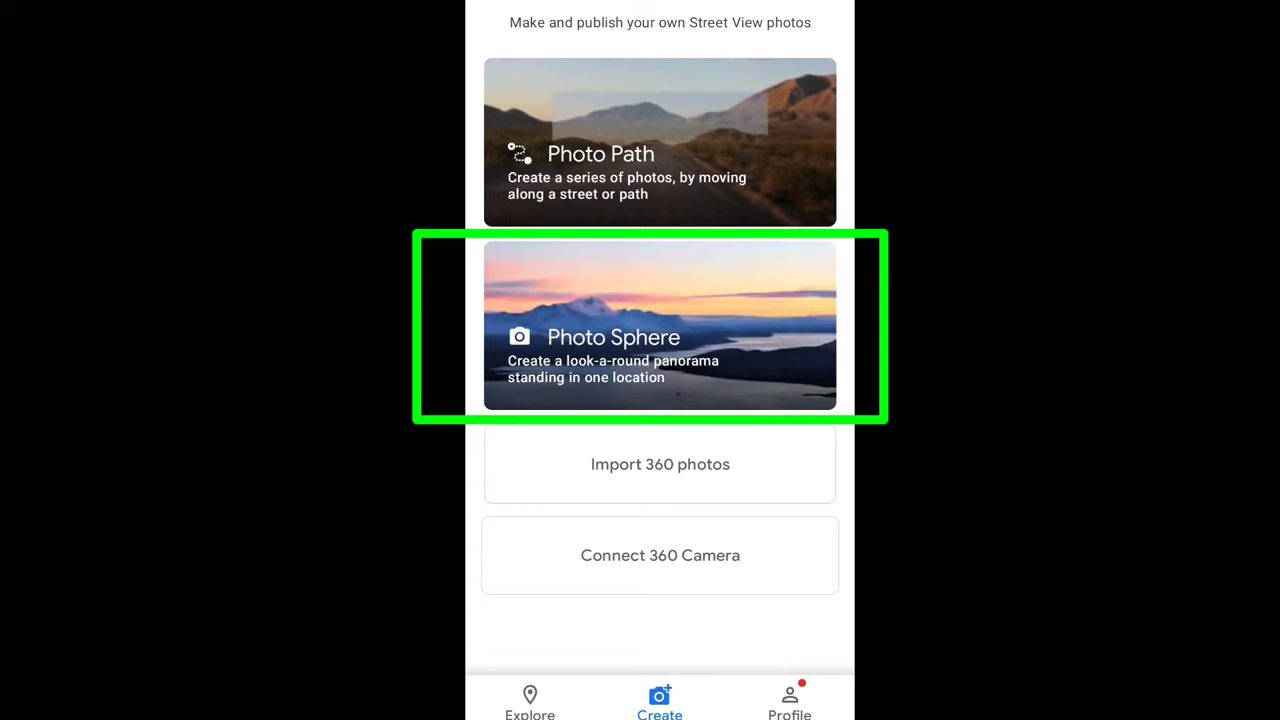 Make and publish your own Street View photos
Photo Path
Create a series of photos, by moving
along a street or path
Photo Sphere
Create a look-a-round panorama
standing in one location
Import 360 photos
Connect 360 Camera
Explore
Create
Profile